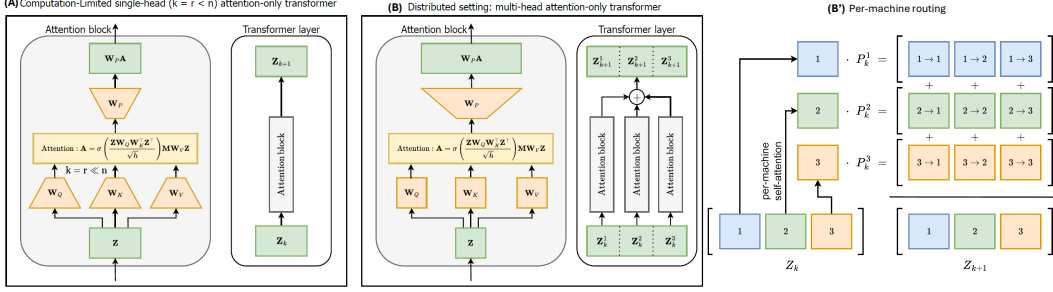 (A) Computation-Limited single-head (k = r < n) attention-only transformer
Attention block
W_P A
W_P
Attention : A = σ ( ZW_Q W_K^⊤ Z^⊤ / √h ) MW_V Z
k = r ≪ n
W_Q
W_K
W_V
Z
Transformer layer
Z_{k+1}
Attention block
Z_k
(B) Distributed setting: multi-head attention-only transformer
Attention block
W_P A
W_P
Attention : A = σ ( ZW_Q W_K^⊤ Z^⊤ / √h ) MW_V Z
W_Q
W_K
W_V
Z
Transformer layer
Z^1_{k+1} Z^2_{k+1} Z^3_{k+1}
+
Attention block
Attention block
Attention block
Z^1_k Z^2_k Z^3_k
(B') Per-machine routing
1 · P^1_k = [ 1 → 1 1 → 2 1 → 3 ]
+ + +
2 · P^2_k = [ 2 → 1 2 → 2 2 → 3 ]
+ + +
3 · P^3_k = [ 3 → 1 3 → 2 3 → 3 ]
per-machine
self-attention
[ 1 2 3 ]
Z_k
[ 1 2 3 ]
Z_{k+1}